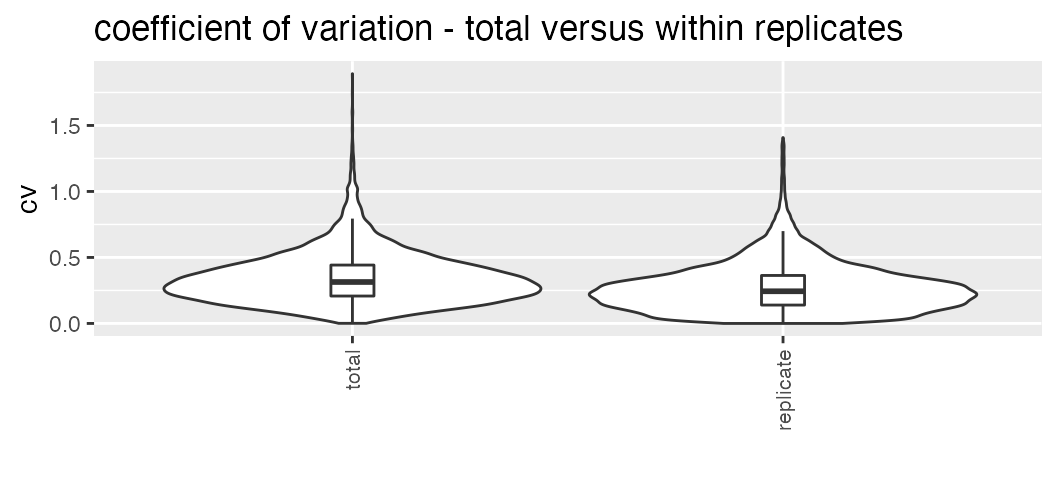 coefficient of variation - total versus within replicates
cv
1.5
1.0
0.5
0.0
total
replicate